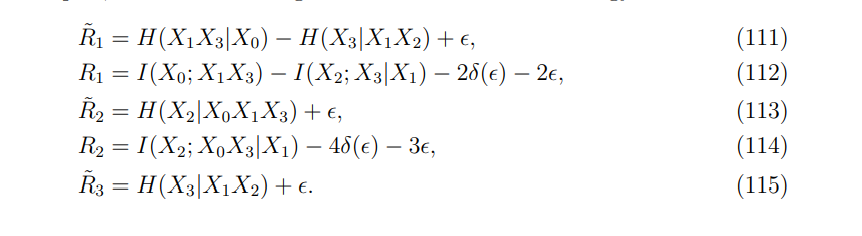 R̃₁ = H(X₁X₃|X₀) − H(X₃|X₁X₂) + ϵ, (111)
R₁ = I(X₀; X₁X₃) − I(X₂; X₃|X₁) − 2δ(ϵ) − 2ϵ, (112)
R̃₂ = H(X₂|X₀X₁X₃) + ϵ, (113)
R₂ = I(X₂; X₀X₃|X₁) − 4δ(ϵ) − 3ϵ, (114)
R̃₃ = H(X₃|X₁X₂) + ϵ. (115)